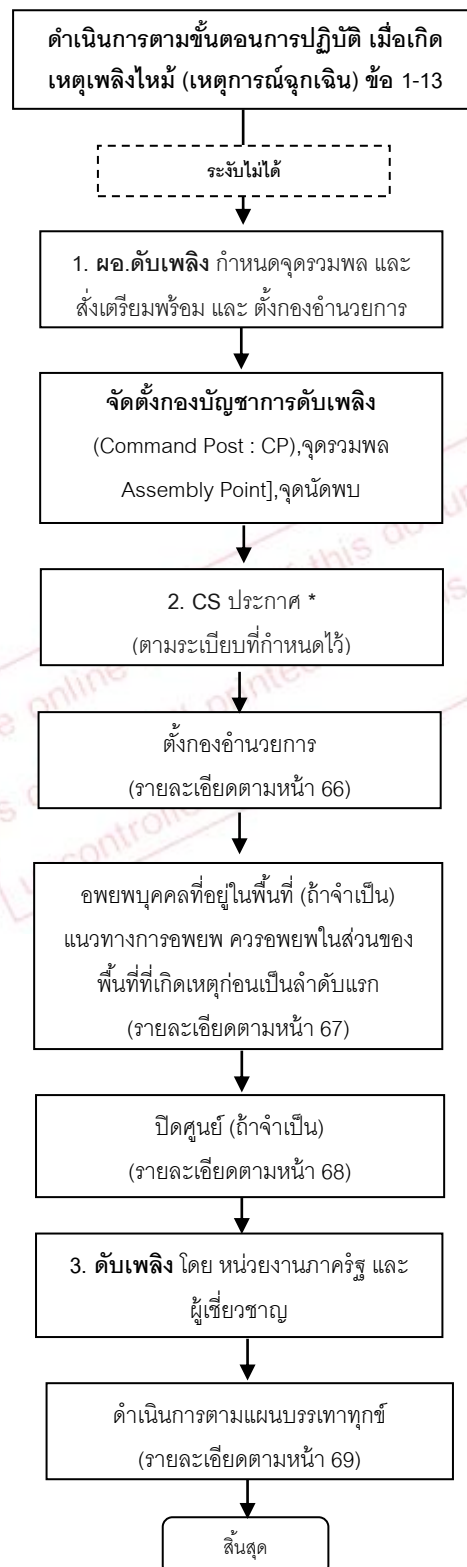 ดำเนินการตามขั้นตอนการปฏิบัติ เมื่อเกิด
เหตุเพลิงไหม้ (เหตุการณ์ฉุกเฉิน) ข้อ 1-13
ระงับไม่ได้
1. ผอ.ดับเพลิง กำหนดจุดรวมพล และ
สั่งเตรียมพร้อม และ ตั้งกองอำนวยการ
จัดตั้งกองบัญชาการดับเพลิง
(Command Post : CP),จุดรวมพล
Assembly Point],จุดนัดพบ
2. CS ประกาศ *
(ตามระเบียบที่กำหนดไว้)
ตั้งกองอำนวยการ
(รายละเอียดตามหน้า 66)
อพยพบุคคลที่อยู่ในพื้นที่ (ถ้าจำเป็น)
แนวทางการอพยพ ควรอพยพในส่วนของ
พื้นที่ที่เกิดเหตุก่อนเป็นลำดับแรก
(รายละเอียดตามหน้า 67)
ปิดศูนย์ (ถ้าจำเป็น)
(รายละเอียดตามหน้า 68)
3. ดับเพลิง โดย หน่วยงานภาครัฐ และ
ผู้เชี่ยวชาญ
ดำเนินการตามแผนบรรเทาทุกข์
(รายละเอียดตามหน้า 69)
สิ้นสุด